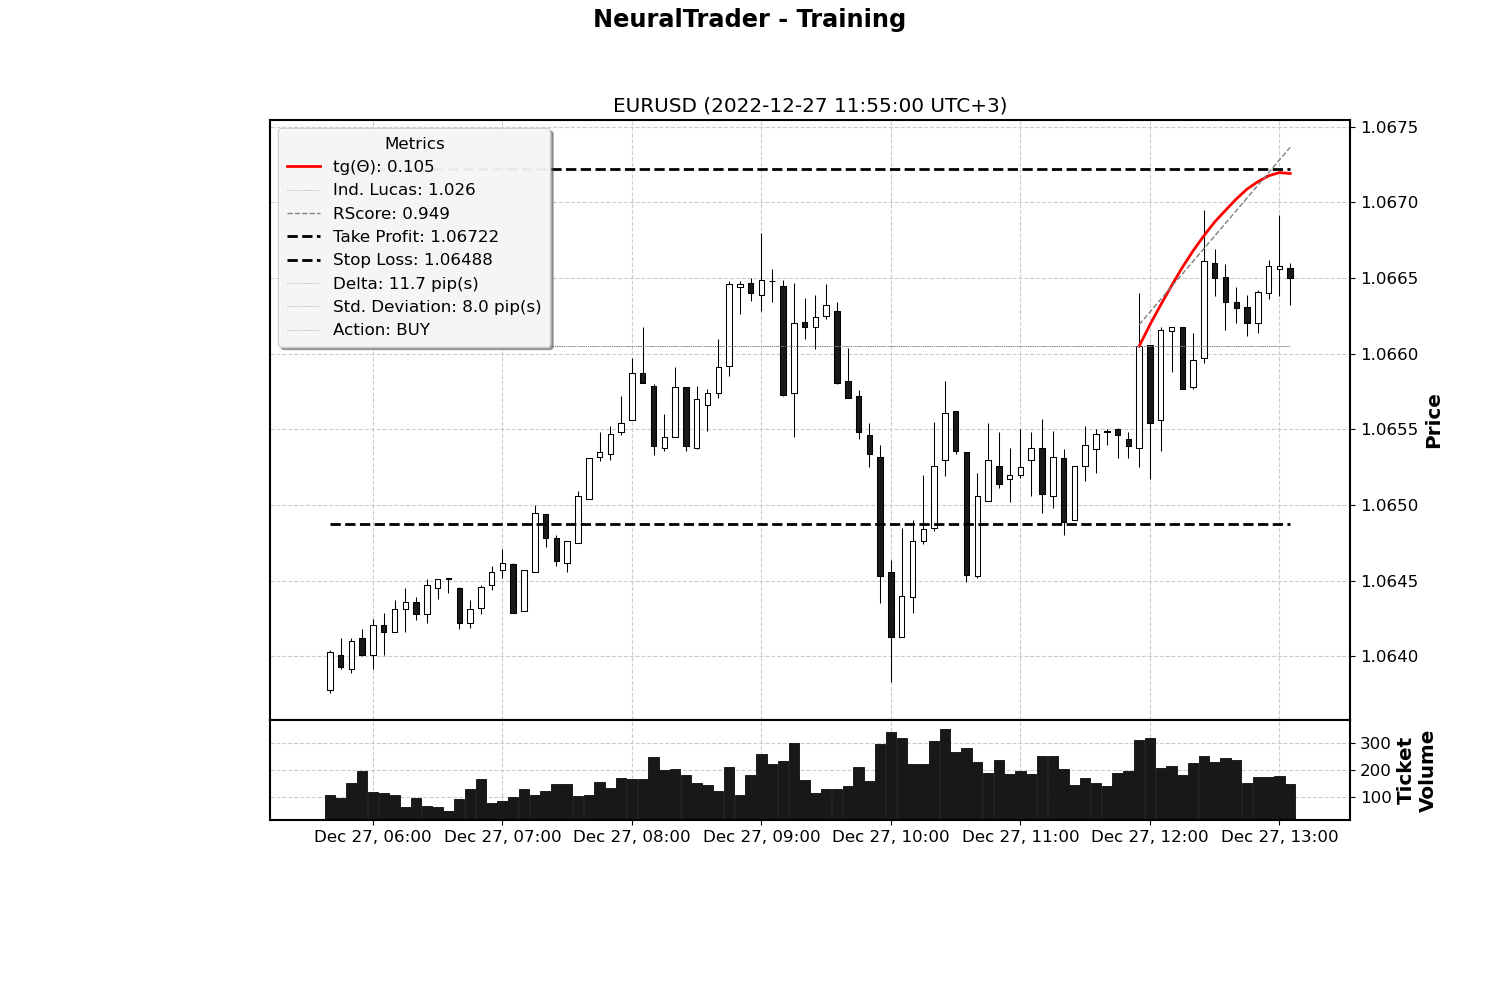 NeuralTrader - Training
EURUSD (2022-12-27 11:55:00 UTC+3)
Metrics
tg(Θ): 0.105
Ind. Lucas: 1.026
RScore: 0.949
Take Profit: 1.06722
Stop Loss: 1.06488
Delta: 11.7 pip(s)
Std. Deviation: 8.0 pip(s)
Action: BUY
1.0675
1.0670
1.0665
1.0660
1.0655
1.0650
1.0645
1.0640
Price
300
200
100
Ticket
Volume
Dec 27, 06:00 Dec 27, 07:00 Dec 27, 08:00 Dec 27, 09:00 Dec 27, 10:00 Dec 27, 11:00 Dec 27, 12:00 Dec 27, 13:00